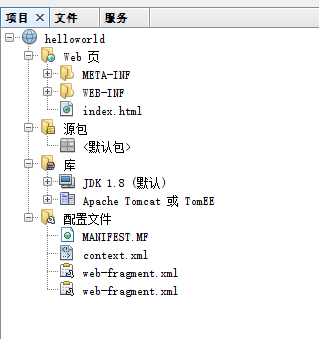 项目 × 文件 服务
helloworld
Web 页
META-INF
WEB-INF
index.html
源包
<默认包>
库
JDK 1.8 (默认)
Apache Tomcat 或 TomEE
配置文件
MANIFEST.MF
context.xml
web-fragment.xml
web-fragment.xml